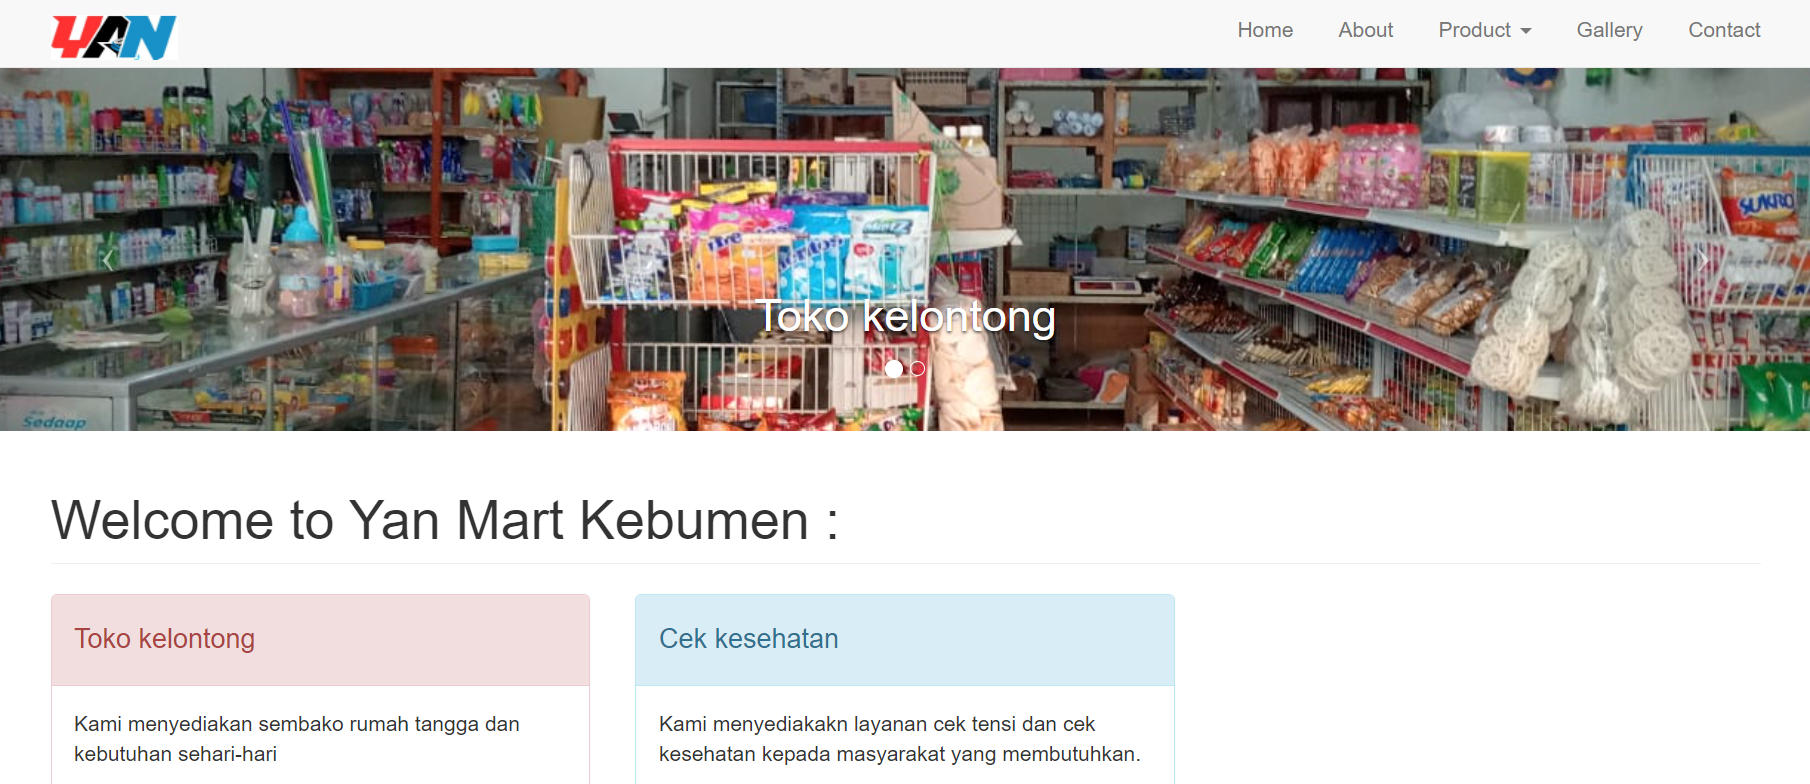 YAN
Home About Product Gallery Contact
SUKRO
Toko kelontong
Sedaap
Welcome to Yan Mart Kebumen :
Toko kelontong
Cek kesehatan
Kami menyediakan sembako rumah tangga dan
kebutuhan sehari-hari
Kami menyediakakn layanan cek tensi dan cek
kesehatan kepada masyarakat yang membutuhkan.